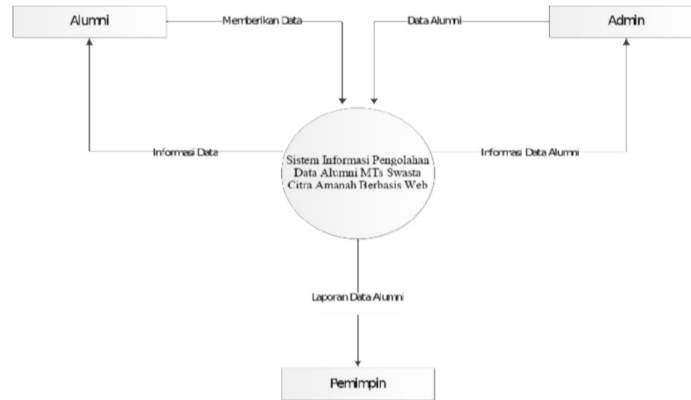 Alumni
Memberikan Data
Data Alumni
Admin
Informasi Data
Sistem Informasi Pengolahan
Data Alumni MTs Swasta
Citra Amanah Berbasis Web
Informasi Data Alumni
Laporan Data Alumni
Pemimpin